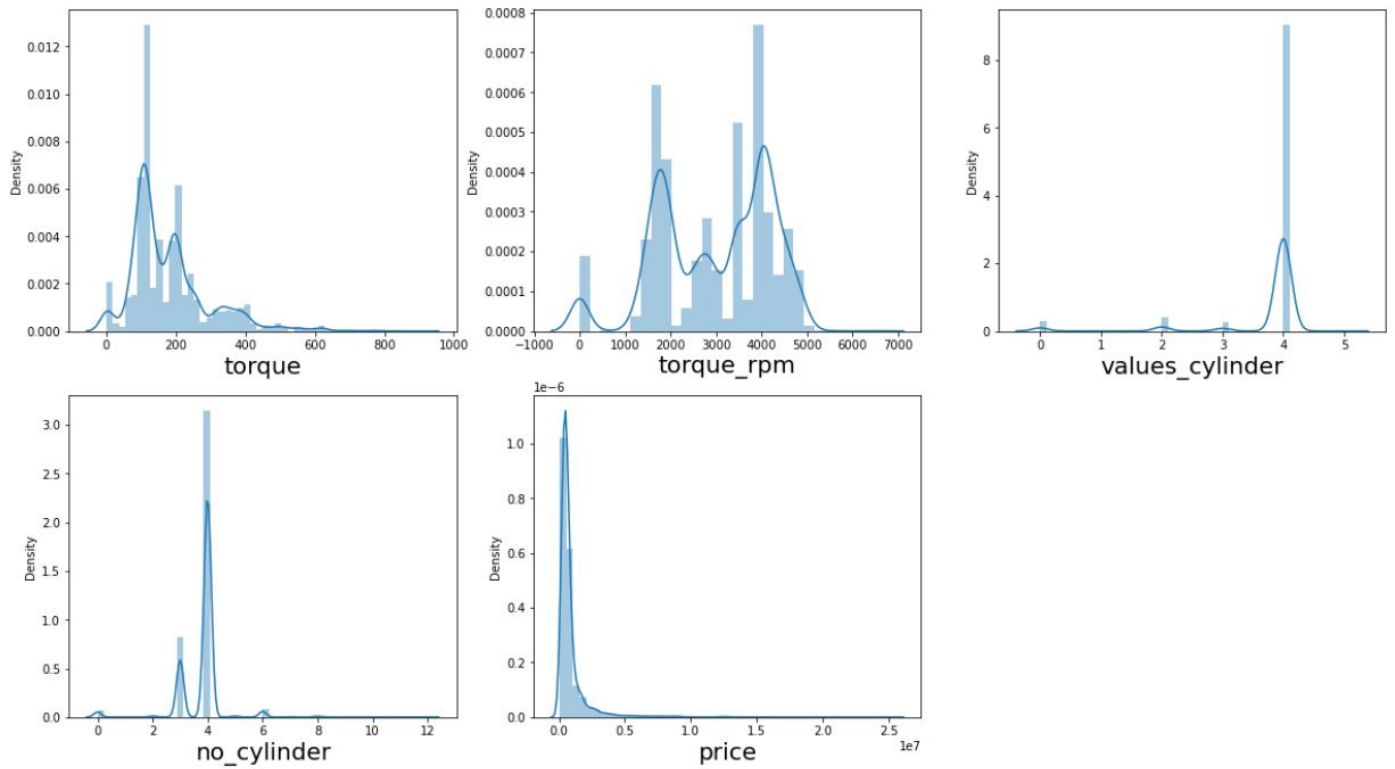 Density
0.012
0.010
0.008
0.006
0.004
0.002
0.000
0 200 400 600 800 1000
torque
Density
0.0008
0.0007
0.0006
0.0005
0.0004
0.0003
0.0002
0.0001
0.0000
−1000 0 1000 2000 3000 4000 5000 6000 7000
torque_rpm
Density
8
6
4
2
0
0 1 2 3 4 5
values_cylinder
Density
3.0
2.5
2.0
1.5
1.0
0.5
0.0
0 2 4 6 8 10 12
no_cylinder
1e−6
Density
1.0
0.8
0.6
0.4
0.2
0.0
0.0 0.5 1.0 1.5 2.0 2.5
1e7
price